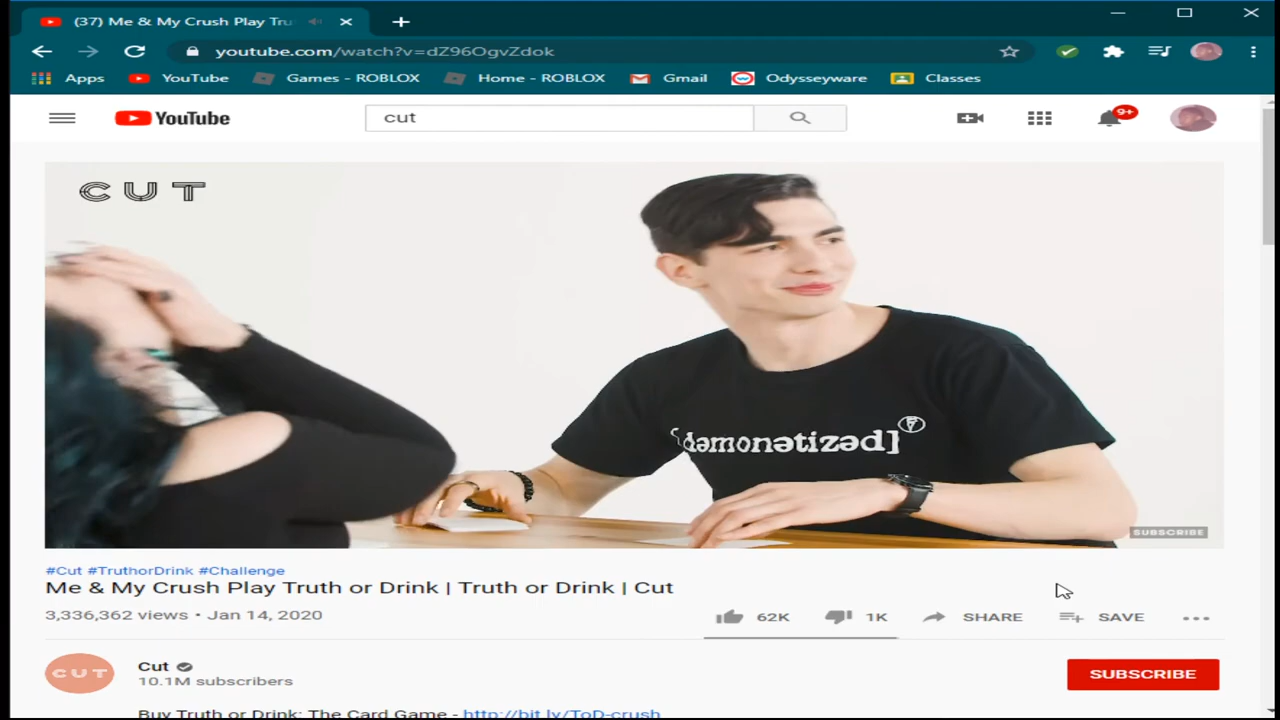 (37) Me & My Crush Play Tru
youtube.com/watch?v=dZ96OgvZdok
Apps YouTube Games - ROBLOX Home - ROBLOX Gmail Odysseyware Classes
YouTube cut 9+
CUT
[dəmonətizəd]
SUBSCRIBE
#Cut #TruthorDrink #Challenge
Me & My Crush Play Truth or Drink | Truth or Drink | Cut
3,336,362 views • Jan 14, 2020
62K 1K SHARE SAVE
CUT
Cut
10.1M subscribers
SUBSCRIBE
Buy Truth or Drink: The Card Game - http://bit.ly/ToD-crush